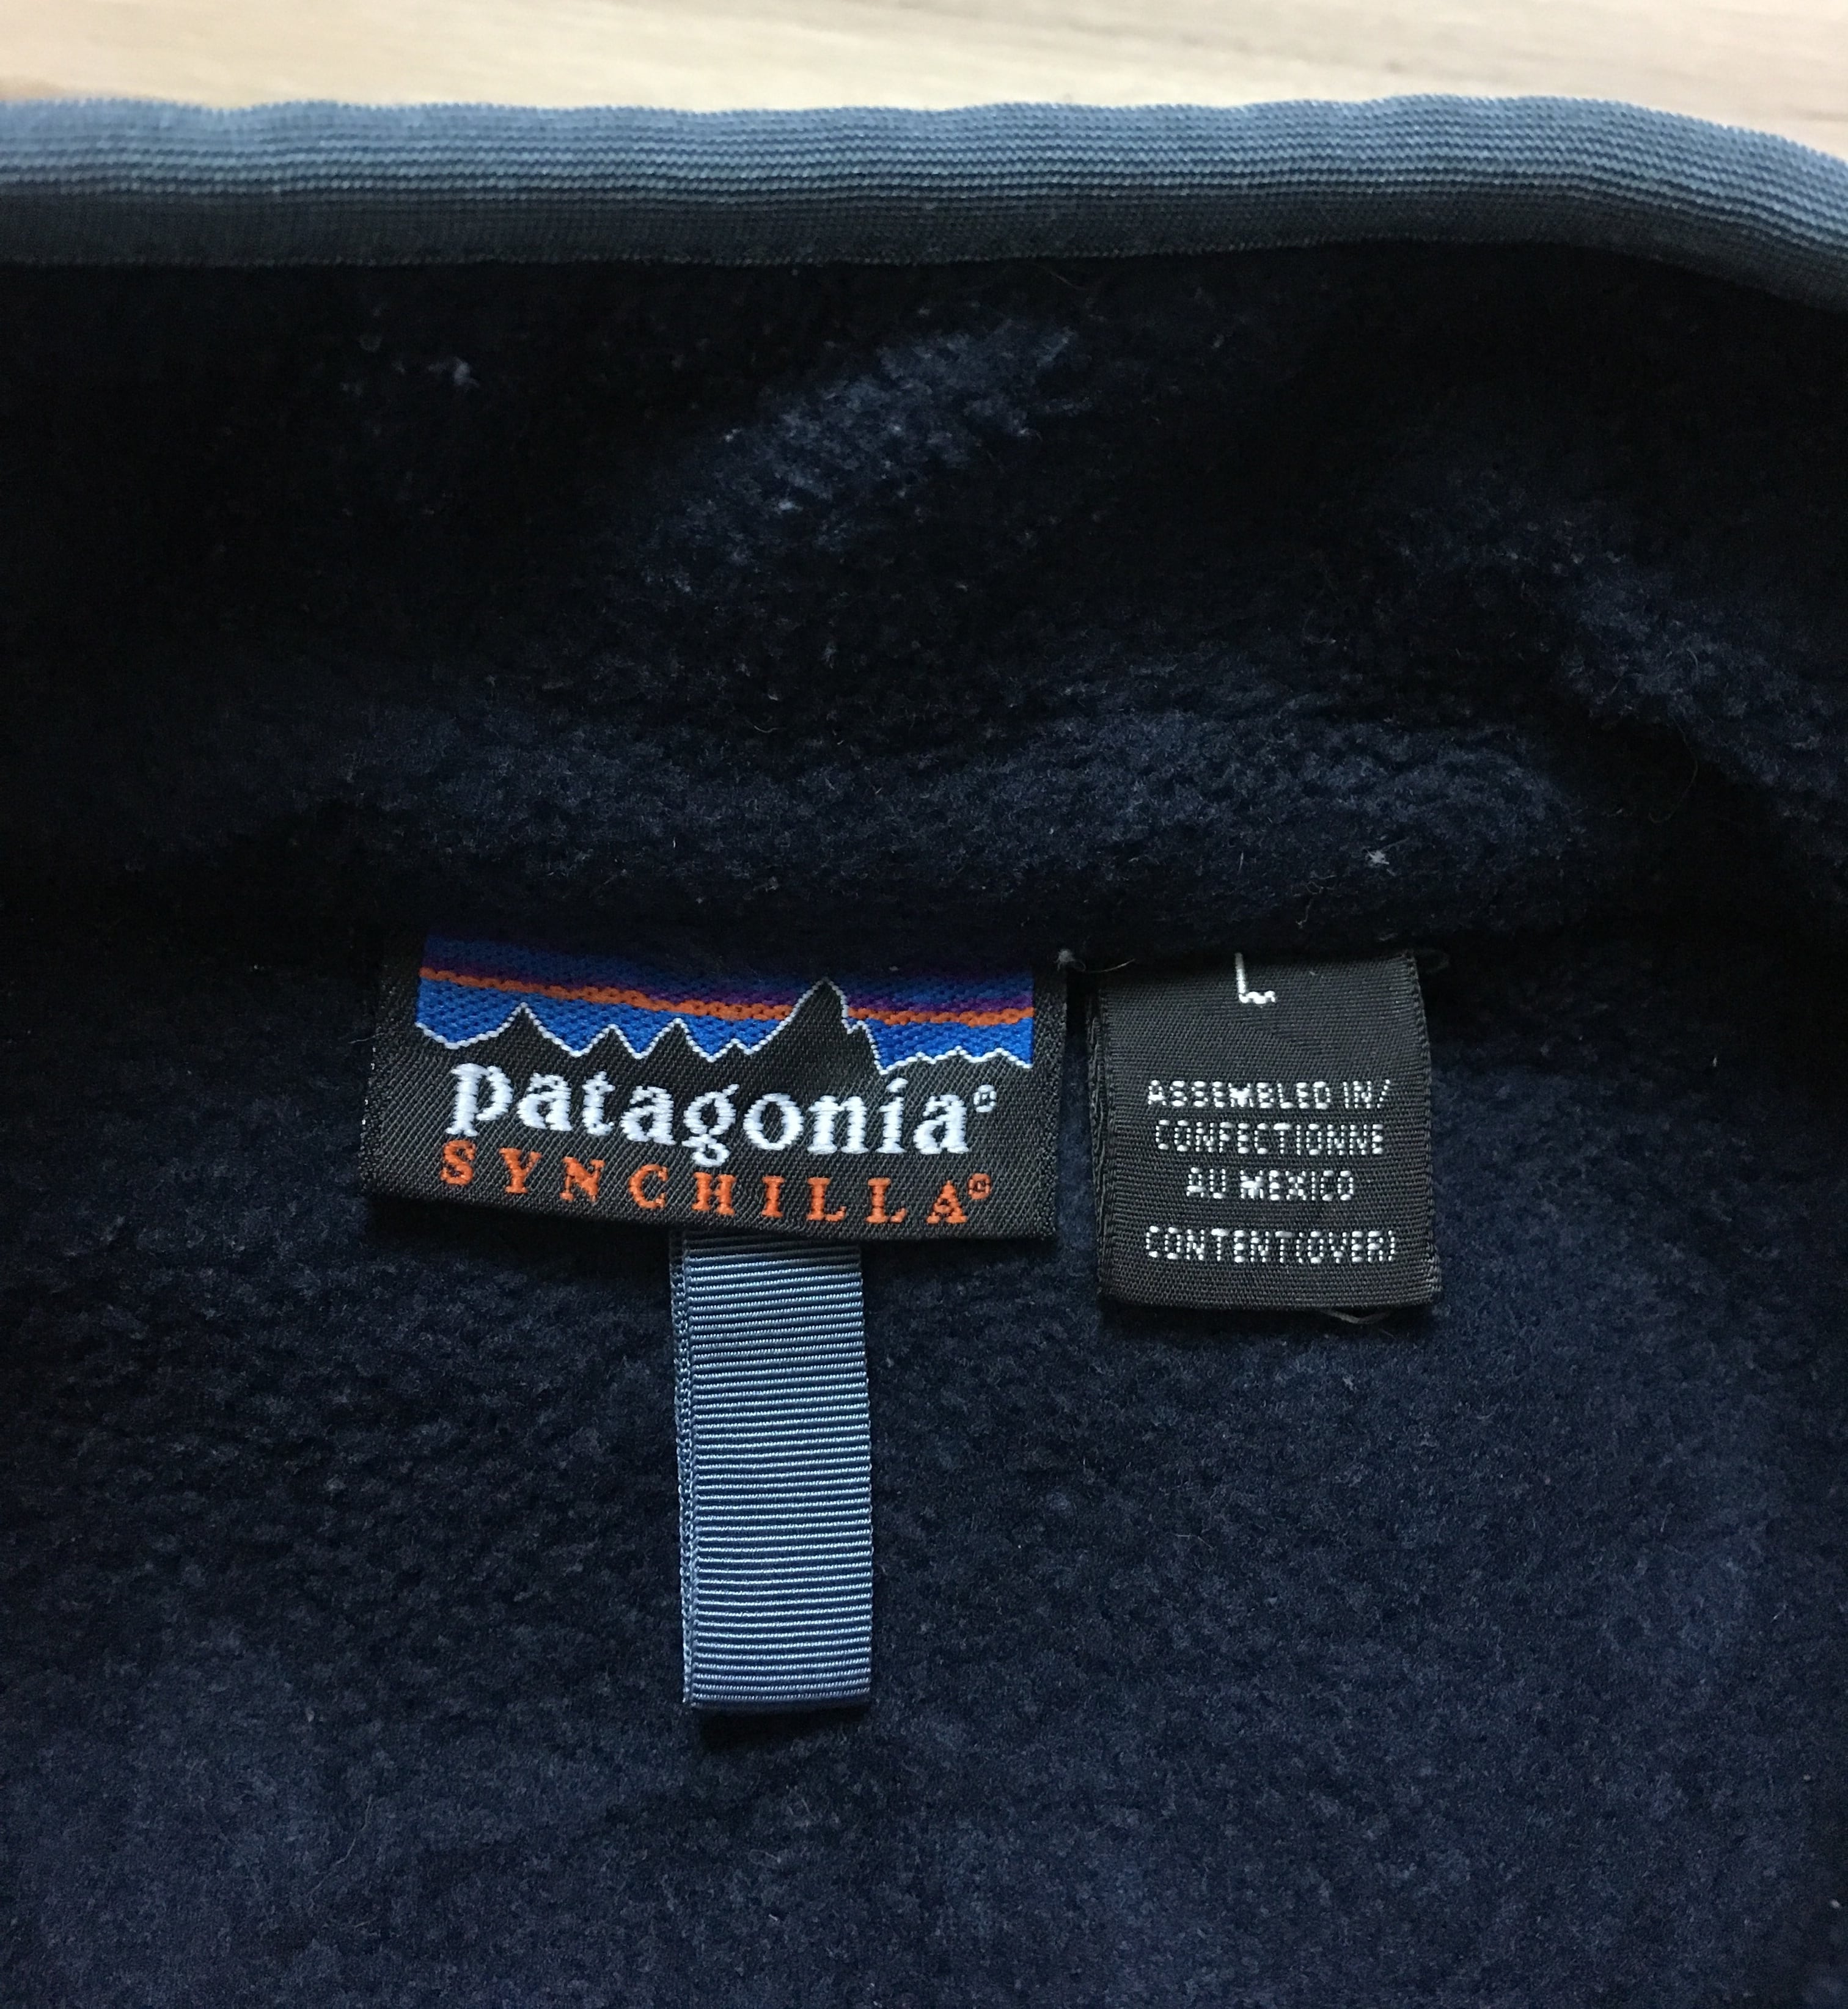 patagonia®
SYNCHILLA®
L
ASSEMBLED IN/
CONFECTIONNE
AU MEXICO
CONTENT(OVER)